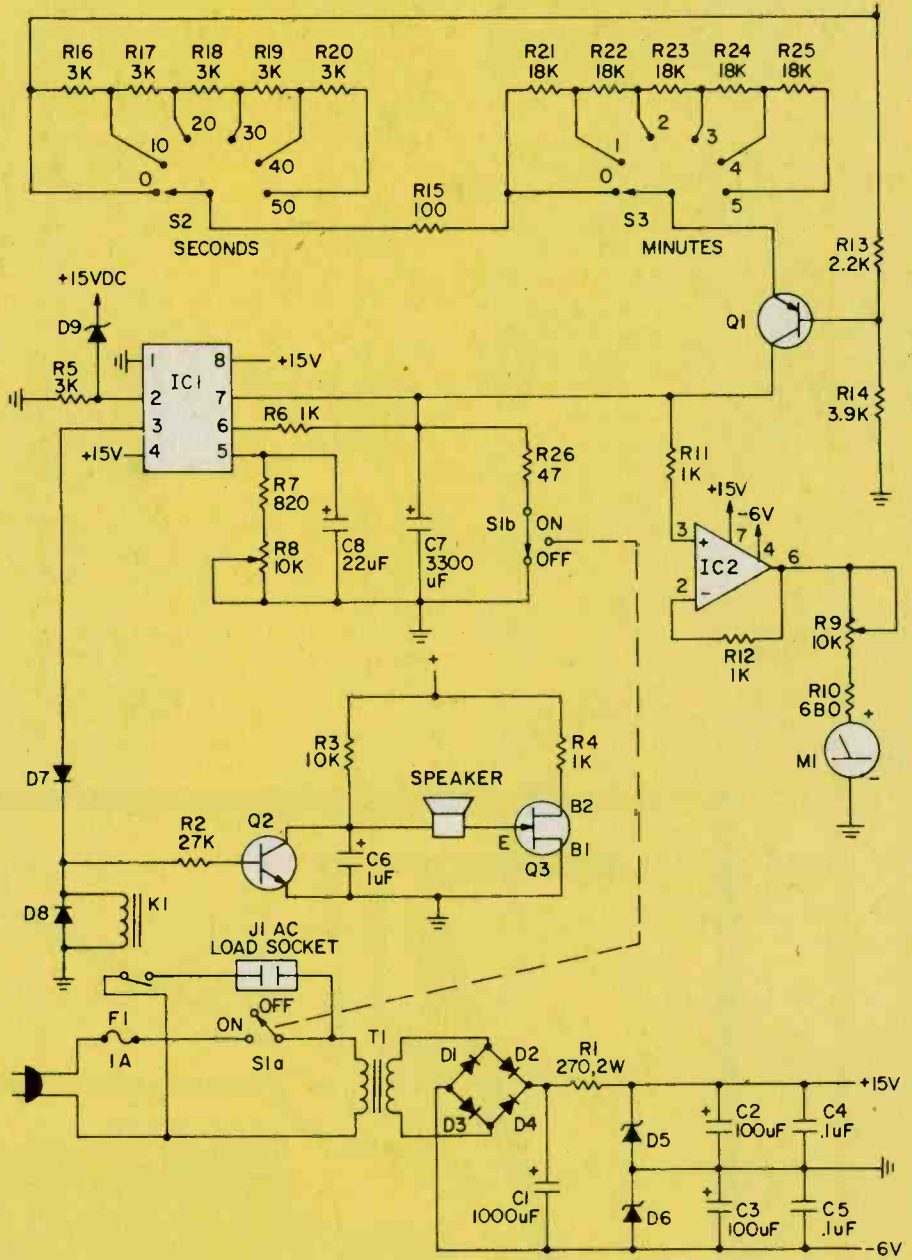 R16 R17 R18 R19 R20
3K 3K 3K 3K 3K
R21 R22 R23 R24 R25
18K 18K 18K 18K 18K
0 10 20 30 40 50
S2
SECONDS
R15
100
0 1 2 3 4 5
S3
MINUTES
R13
2.2K
Q1
R14
3.9K
+15VDC
D9
R5
3K
IC1
1 8
2 7
3 6
4 5
+15V
+15V
R6 1K
R7
820
R8
10K
+
C8
22uF
+
C7
3300
uF
R26
47
S1b
ON
OFF
R11
1K
+15V
-6V
3 +
2 -
7
4
6
IC2
R12
1K
R9
10K
R10
680
+
M1
-
D7
R2
27K
Q2
+
R3
10K
SPEAKER
R4
1K
+
C6
1uF
E
B2
B1
Q3
D8
K1
J1 AC
LOAD SOCKET
F1
1A
ON
OFF
S1a
T1
D1
D2
D3
D4
R1
270,2W
+
C1
1000uF
D5
D6
+
C2
100uF
C4
.1uF
+
C3
100uF
C5
.1uF
+15V
-6V